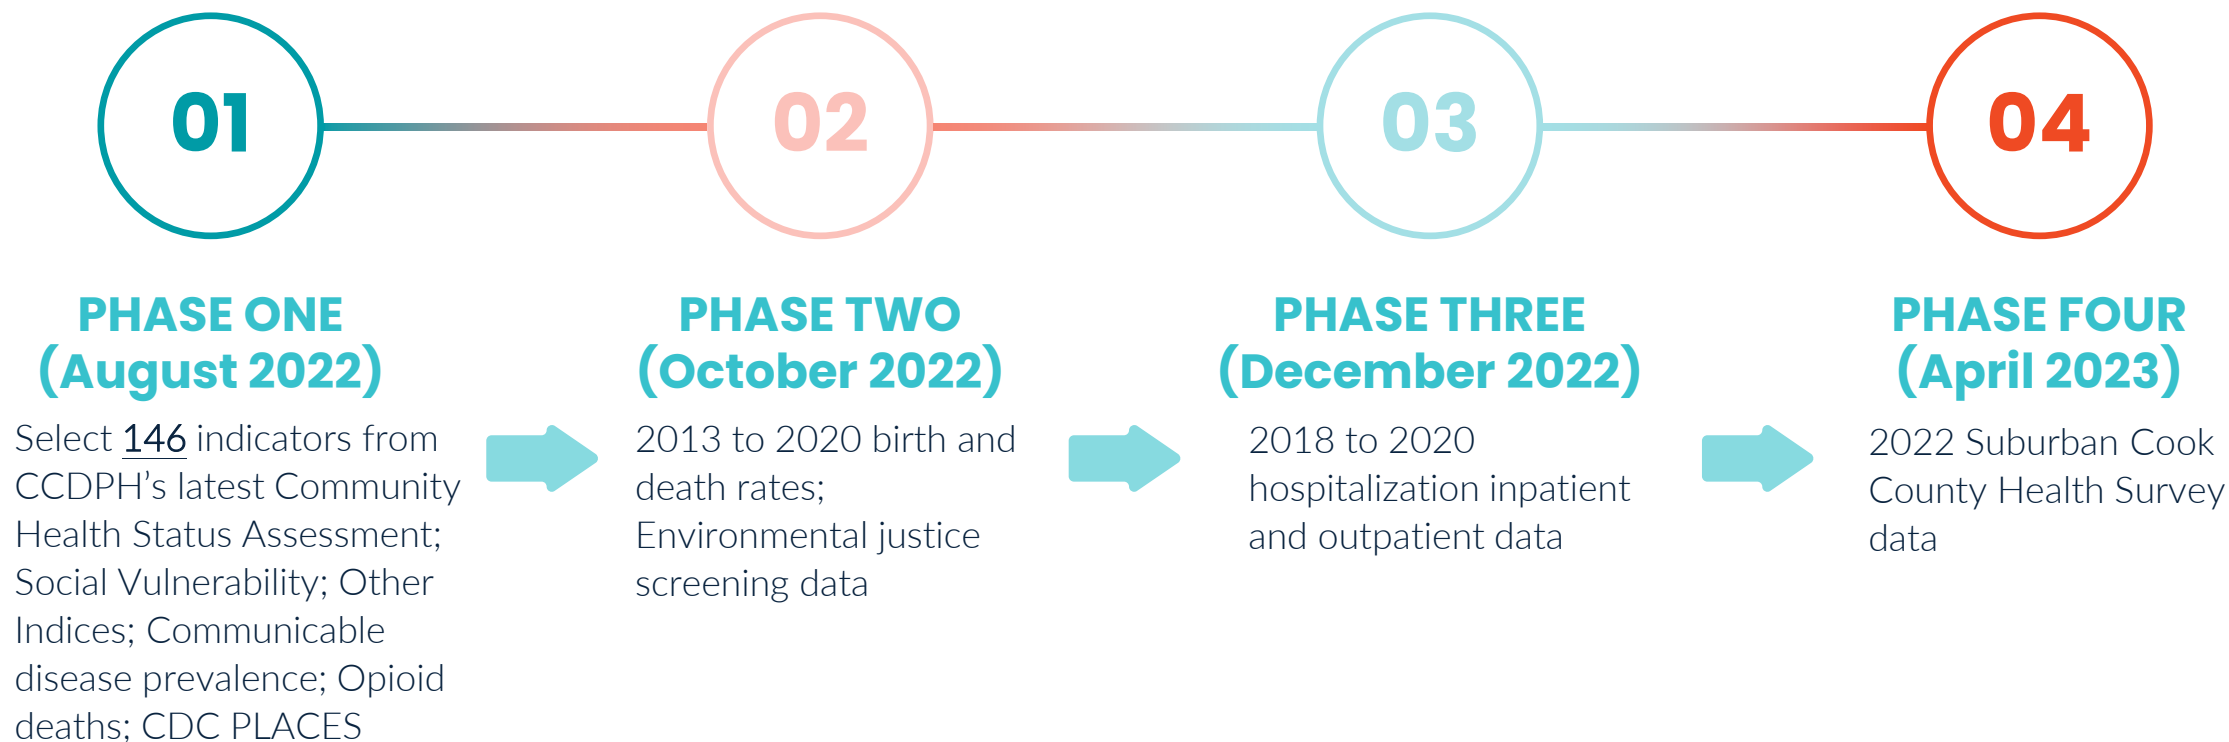 01
02
03
04
PHASE ONE
(August 2022)
Select 146 indicators from
CCDPH’s latest Community
Health Status Assessment;
Social Vulnerability; Other
Indices; Communicable
disease prevalence; Opioid
deaths; CDC PLACES
PHASE TWO
(October 2022)
2013 to 2020 birth and
death rates;
Environmental justice
screening data
PHASE THREE
(December 2022)
2018 to 2020
hospitalization inpatient
and outpatient data
PHASE FOUR
(April 2023)
2022 Suburban Cook
County Health Survey
data